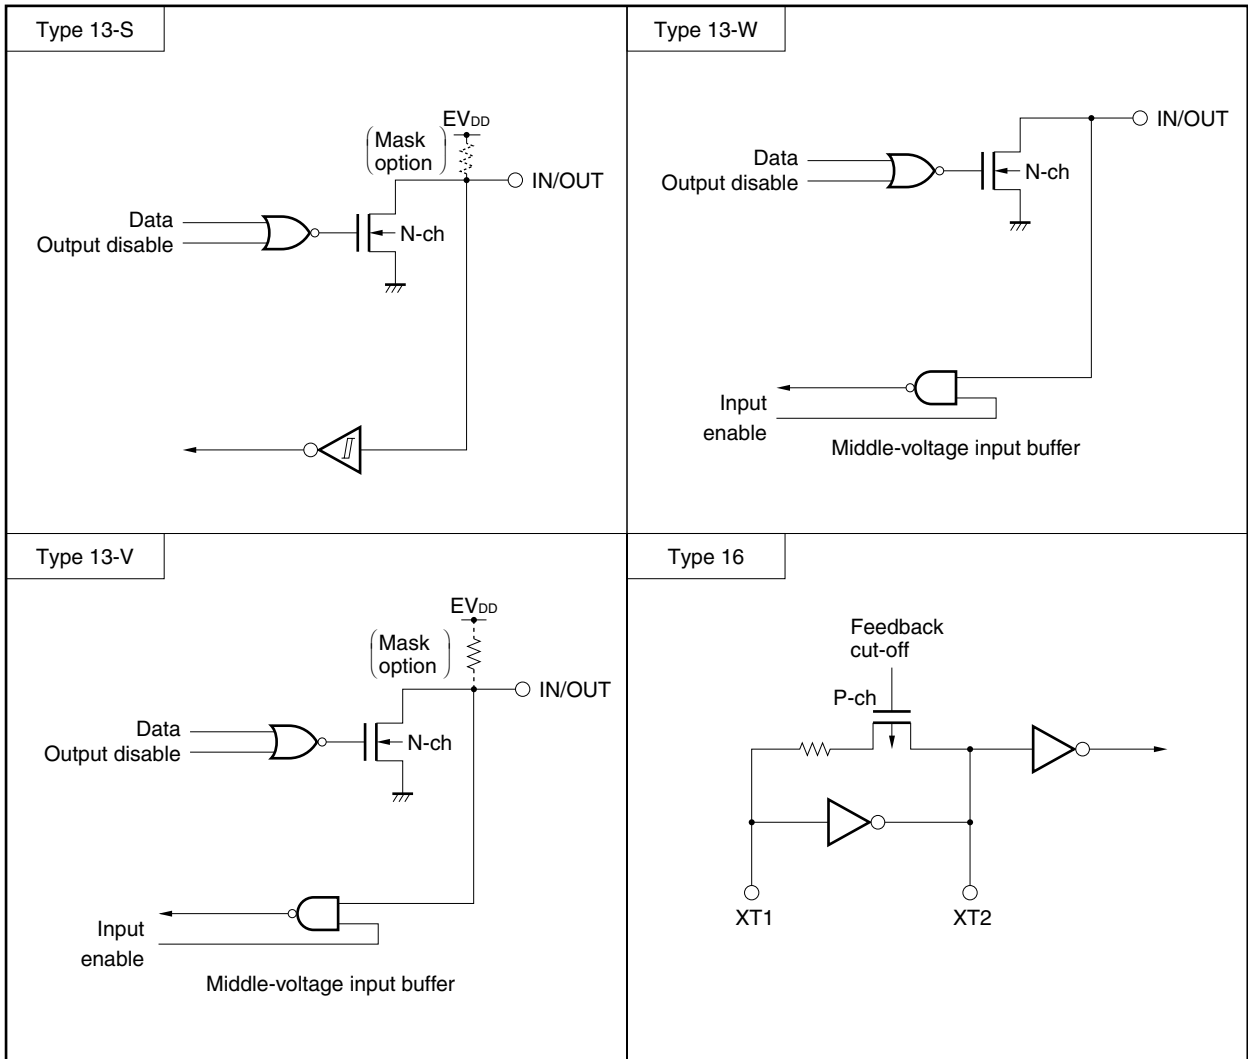 Type 13-S
EVDD
(Mask
option)
IN/OUT
Data
Output disable
N-ch
Type 13-W
IN/OUT
Data
Output disable
N-ch
Input
enable
Middle-voltage input buffer
Type 13-V
EVDD
(Mask
option)
IN/OUT
Data
Output disable
N-ch
Input
enable
Middle-voltage input buffer
Type 16
Feedback
cut-off
P-ch
XT1
XT2